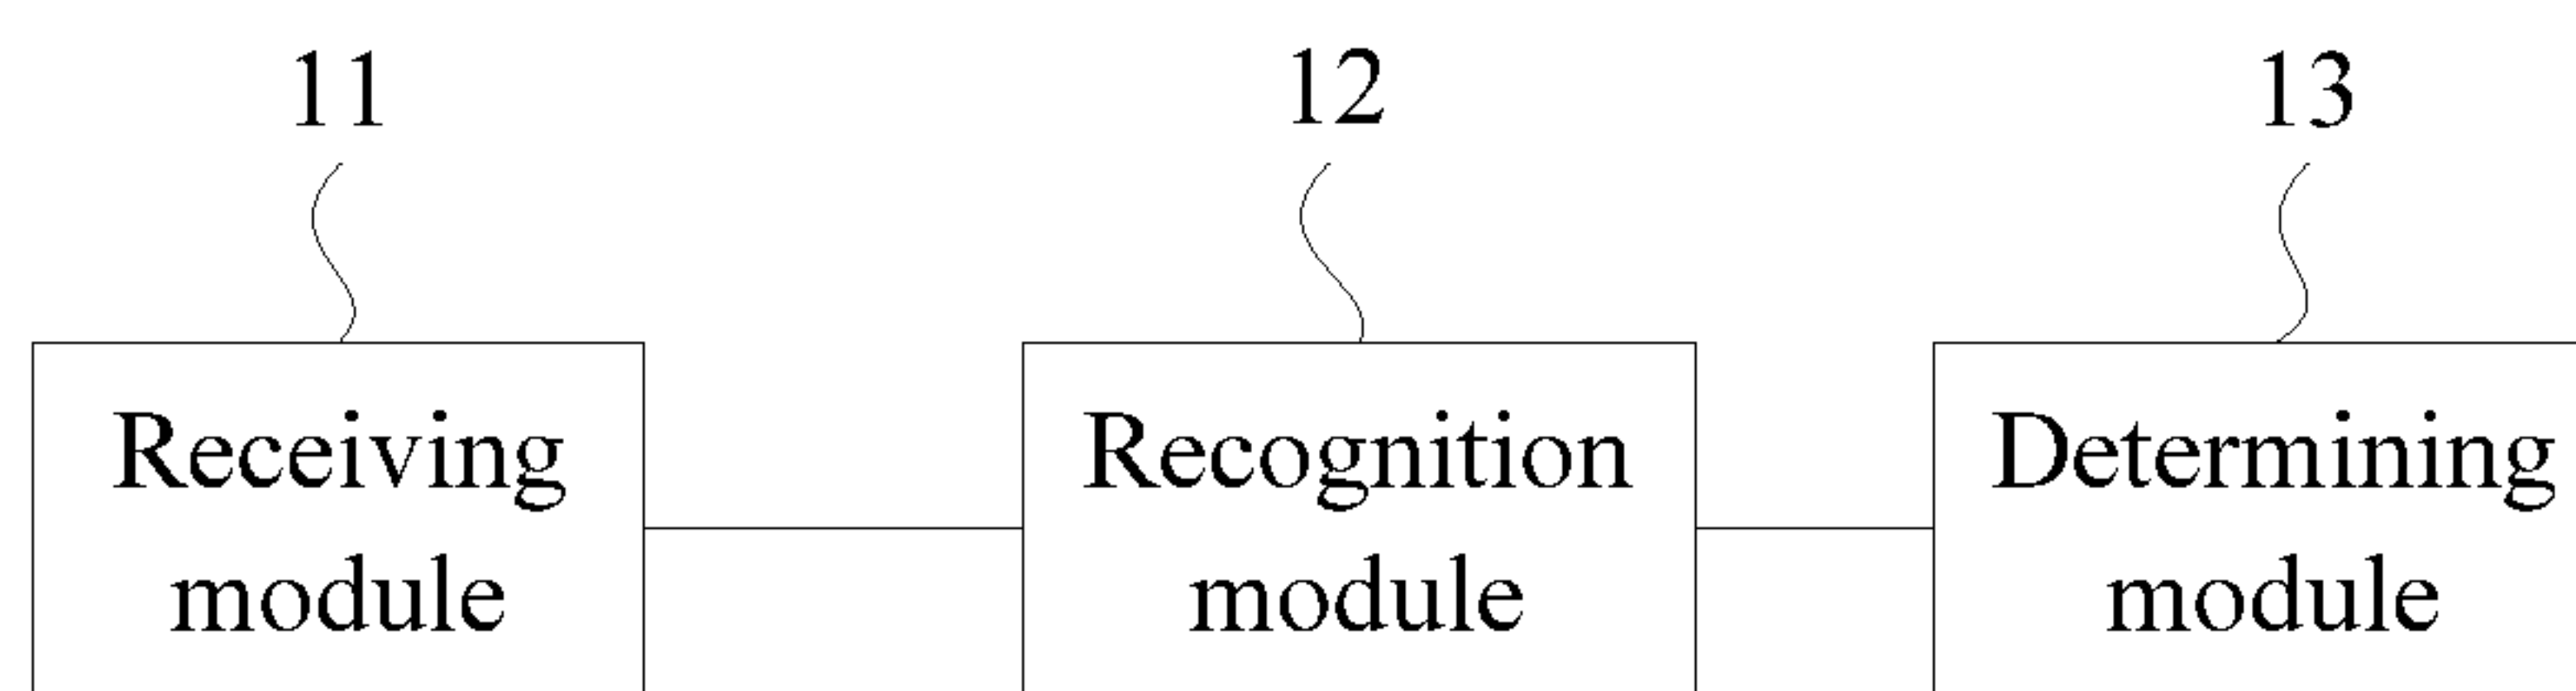 11
12
13
Receiving
module
Recognition
module
Determining
module